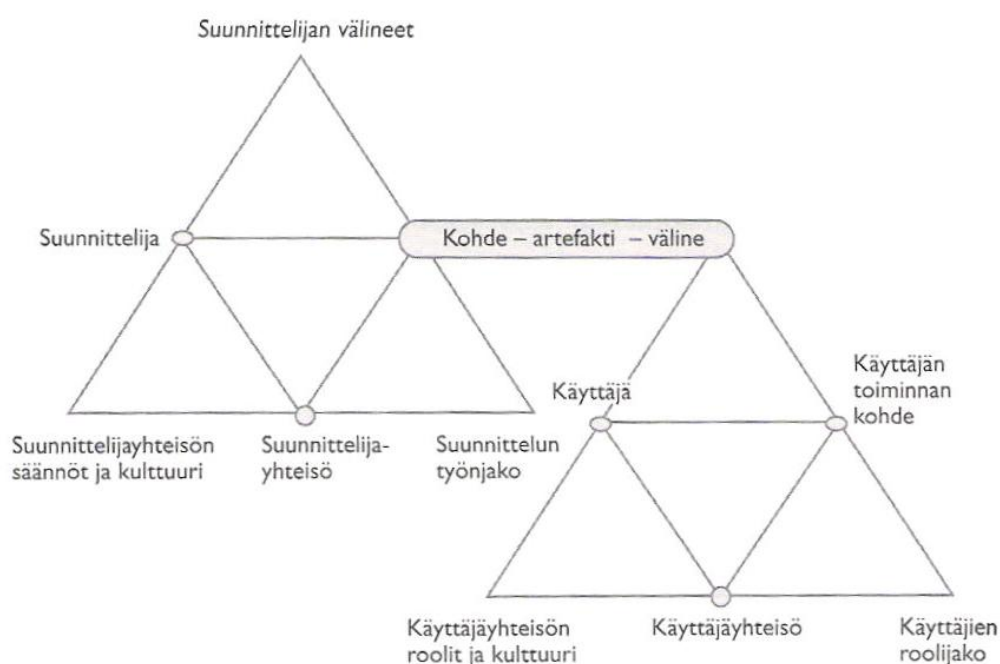 Suunnittelijan välineet
Suunnittelija
Kohde – artefakti – väline
Käyttäjän
toiminnan
kohde
Käyttäjä
Suunnittelijayhteisön
säännöt ja kulttuuri
Suunnittelija-
yhteisö
Suunnittelun
työnjako
Käyttäjäyhteisön
roolit ja kulttuuri
Käyttäjäyhteisö
Käyttäjien
roolijako